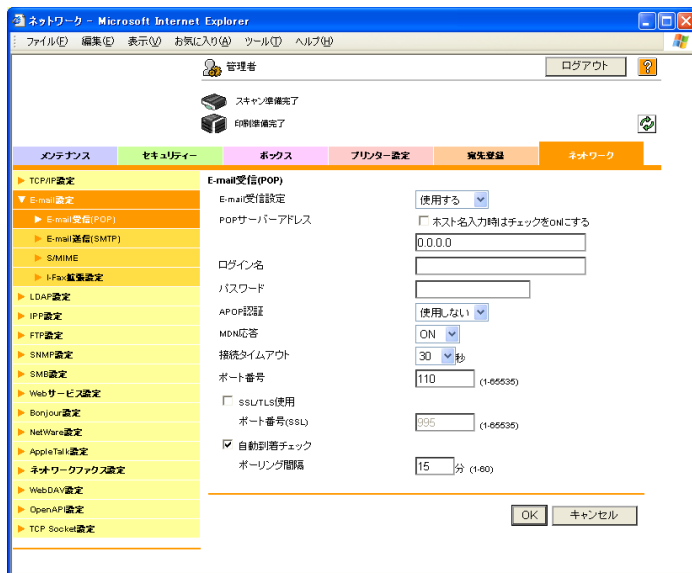 ネットワーク - Microsoft Internet Explorer
ファイル(F) 編集(E) 表示(V) お気に入り(A) ツール(T) ヘルプ(H)
管理者
ログアウト
?
スキャン準備完了
印刷準備完了
メンテナンス セキュリティー ボックス プリンター設定 宛先登録 ネットワーク
TCP/IP設定
E-mail設定
E-mail受信(POP)
E-mail送信(SMTP)
S/MIME
I-Fax拡張設定
LDAP設定
IPP設定
FTP設定
SNMP設定
SMB設定
Webサービス設定
Bonjour設定
NetWare設定
AppleTalk設定
ネットワークファクス設定
WebDAV設定
OpenAPI設定
TCP Socket設定
E-mail受信(POP)
E-mail受信設定 使用する
POPサーバーアドレス ホスト名入力時はチェックをONにする
0.0.0.0
ログイン名
パスワード
APOP認証 使用しない
MDN応答 ON
接続タイムアウト 30 秒
ポート番号 110 (1-65535)
SSL/TLS使用
ポート番号(SSL) 995 (1-65535)
自動到着チェック
ポーリング間隔 15 分 (1-60)
OK キャンセル